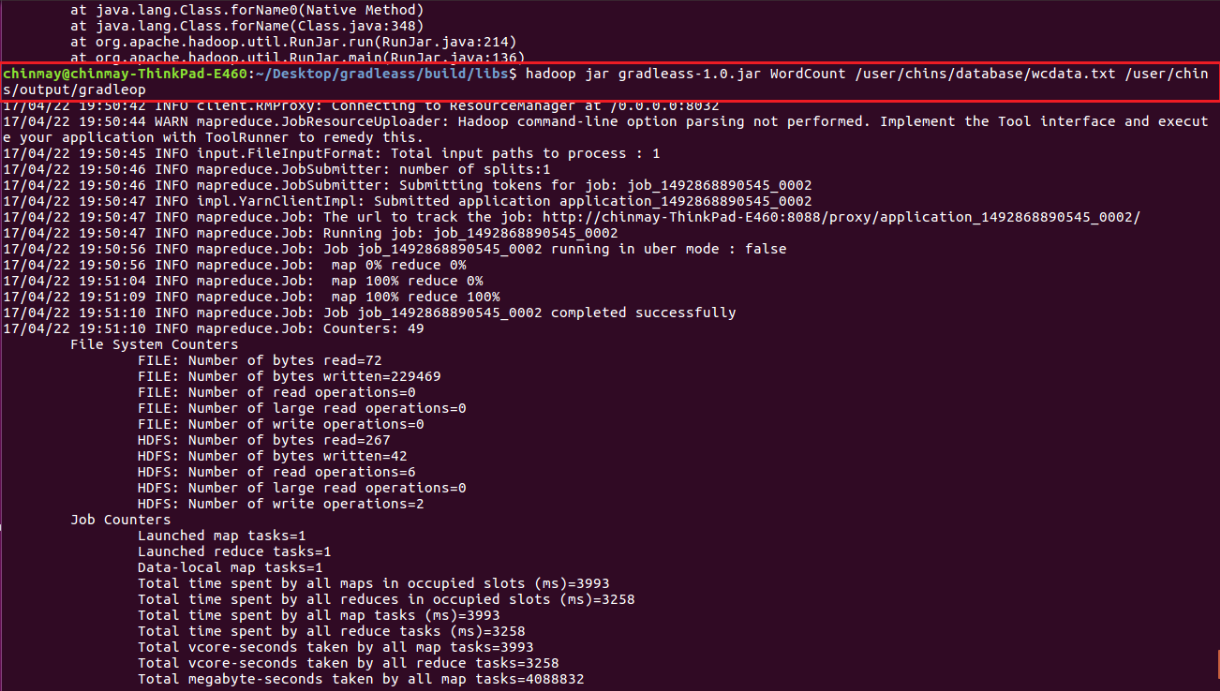 at java.lang.Class.forName0(Native Method)
at java.lang.Class.forName(Class.java:348)
at org.apache.hadoop.util.RunJar.run(RunJar.java:214)
at org.apache.hadoop.util.RunJar.main(RunJar.java:136)
chinmay@chinmay-ThinkPad-E460:~/Desktop/gradleass/build/libs$ hadoop jar gradleass-1.0.jar WordCount /user/chins/database/wcdata.txt /user/chin
s/output/gradleop
17/04/22 19:50:42 INFO client.RMProxy: Connecting to ResourceManager at /0.0.0.0:8032
17/04/22 19:50:44 WARN mapreduce.JobResourceUploader: Hadoop command-line option parsing not performed. Implement the Tool interface and execut
e your application with ToolRunner to remedy this.
17/04/22 19:50:45 INFO input.FileInputFormat: Total input paths to process : 1
17/04/22 19:50:46 INFO mapreduce.JobSubmitter: number of splits:1
17/04/22 19:50:46 INFO mapreduce.JobSubmitter: Submitting tokens for job: job_1492868890545_0002
17/04/22 19:50:47 INFO impl.YarnClientImpl: Submitted application application_1492868890545_0002
17/04/22 19:50:47 INFO mapreduce.Job: The url to track the job: http://chinmay-ThinkPad-E460:8088/proxy/application_1492868890545_0002/
17/04/22 19:50:47 INFO mapreduce.Job: Running job: job_1492868890545_0002
17/04/22 19:50:56 INFO mapreduce.Job: Job job_1492868890545_0002 running in uber mode : false
17/04/22 19:50:56 INFO mapreduce.Job:  map 0% reduce 0%
17/04/22 19:51:04 INFO mapreduce.Job:  map 100% reduce 0%
17/04/22 19:51:09 INFO mapreduce.Job:  map 100% reduce 100%
17/04/22 19:51:10 INFO mapreduce.Job: Job job_1492868890545_0002 completed successfully
17/04/22 19:51:10 INFO mapreduce.Job: Counters: 49
File System Counters
FILE: Number of bytes read=72
FILE: Number of bytes written=229469
FILE: Number of read operations=0
FILE: Number of large read operations=0
FILE: Number of write operations=0
HDFS: Number of bytes read=267
HDFS: Number of bytes written=42
HDFS: Number of read operations=6
HDFS: Number of large read operations=0
HDFS: Number of write operations=2
Job Counters
Launched map tasks=1
Launched reduce tasks=1
Data-local map tasks=1
Total time spent by all maps in occupied slots (ms)=3993
Total time spent by all reduces in occupied slots (ms)=3258
Total time spent by all map tasks (ms)=3993
Total time spent by all reduce tasks (ms)=3258
Total vcore-seconds taken by all map tasks=3993
Total vcore-seconds taken by all reduce tasks=3258
Total megabyte-seconds taken by all map tasks=4088832